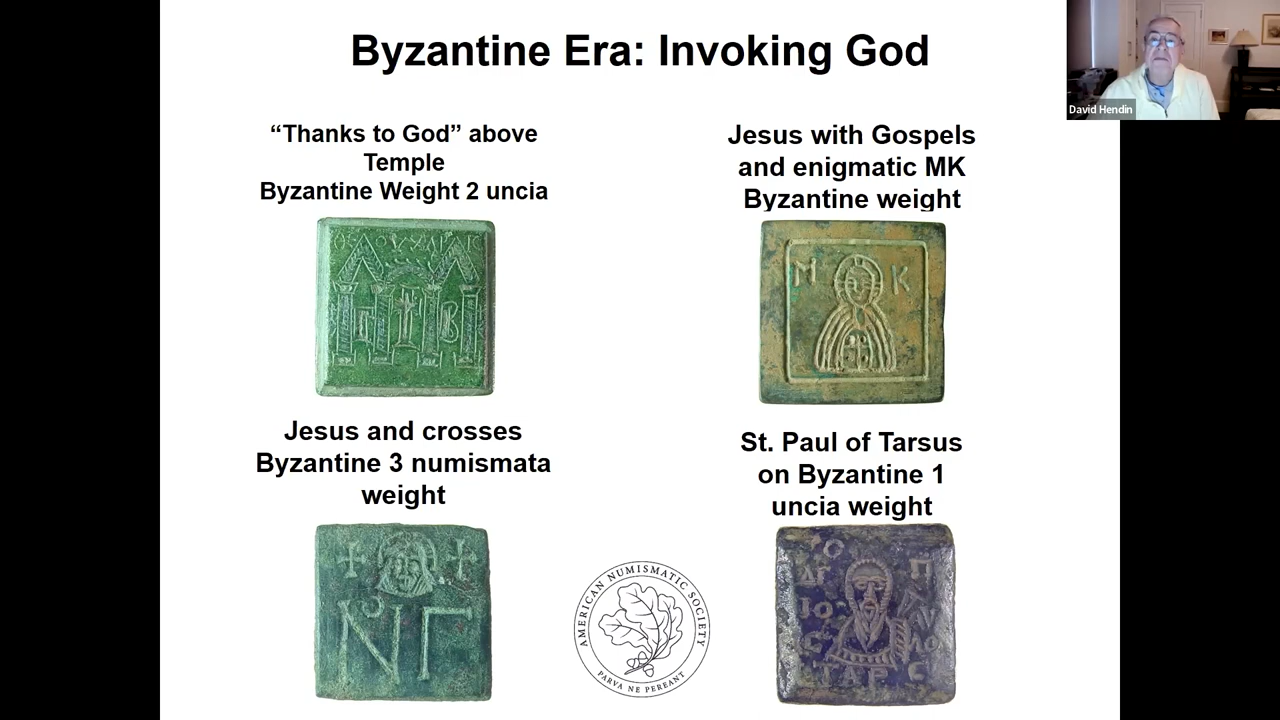 Byzantine Era: Invoking God
“Thanks to God” above
Temple
Byzantine Weight 2 uncia
Jesus with Gospels
and enigmatic MK
Byzantine weight
M K
Jesus and crosses
Byzantine 3 numismata
weight
N Γ
St. Paul of Tarsus
on Byzantine 1
uncia weight
AMERICAN NUMISMATIC SOCIETY
PARVA NE PEREANT
David Hendin